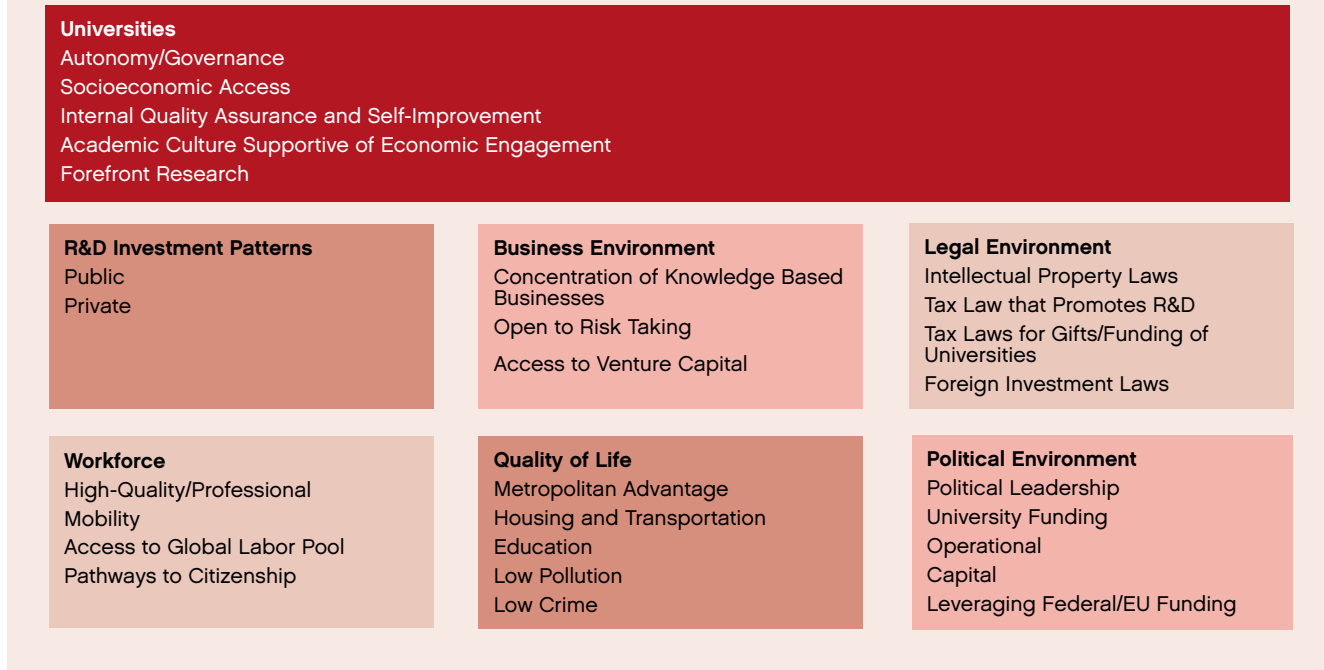 Universities
Autonomy/Governance
Socioeconomic Access
Internal Quality Assurance and Self-Improvement
Academic Culture Supportive of Economic Engagement
Forefront Research
R&D Investment Patterns
Public
Private
Business Environment
Concentration of Knowledge Based
Businesses
Open to Risk Taking
Access to Venture Capital
Legal Environment
Intellectual Property Laws
Tax Law that Promotes R&D
Tax Laws for Gifts/Funding of
Universities
Foreign Investment Laws
Workforce
High-Quality/Professional
Mobility
Access to Global Labor Pool
Pathways to Citizenship
Quality of Life
Metropolitan Advantage
Housing and Transportation
Education
Low Pollution
Low Crime
Political Environment
Political Leadership
University Funding
Operational
Capital
Leveraging Federal/EU Funding